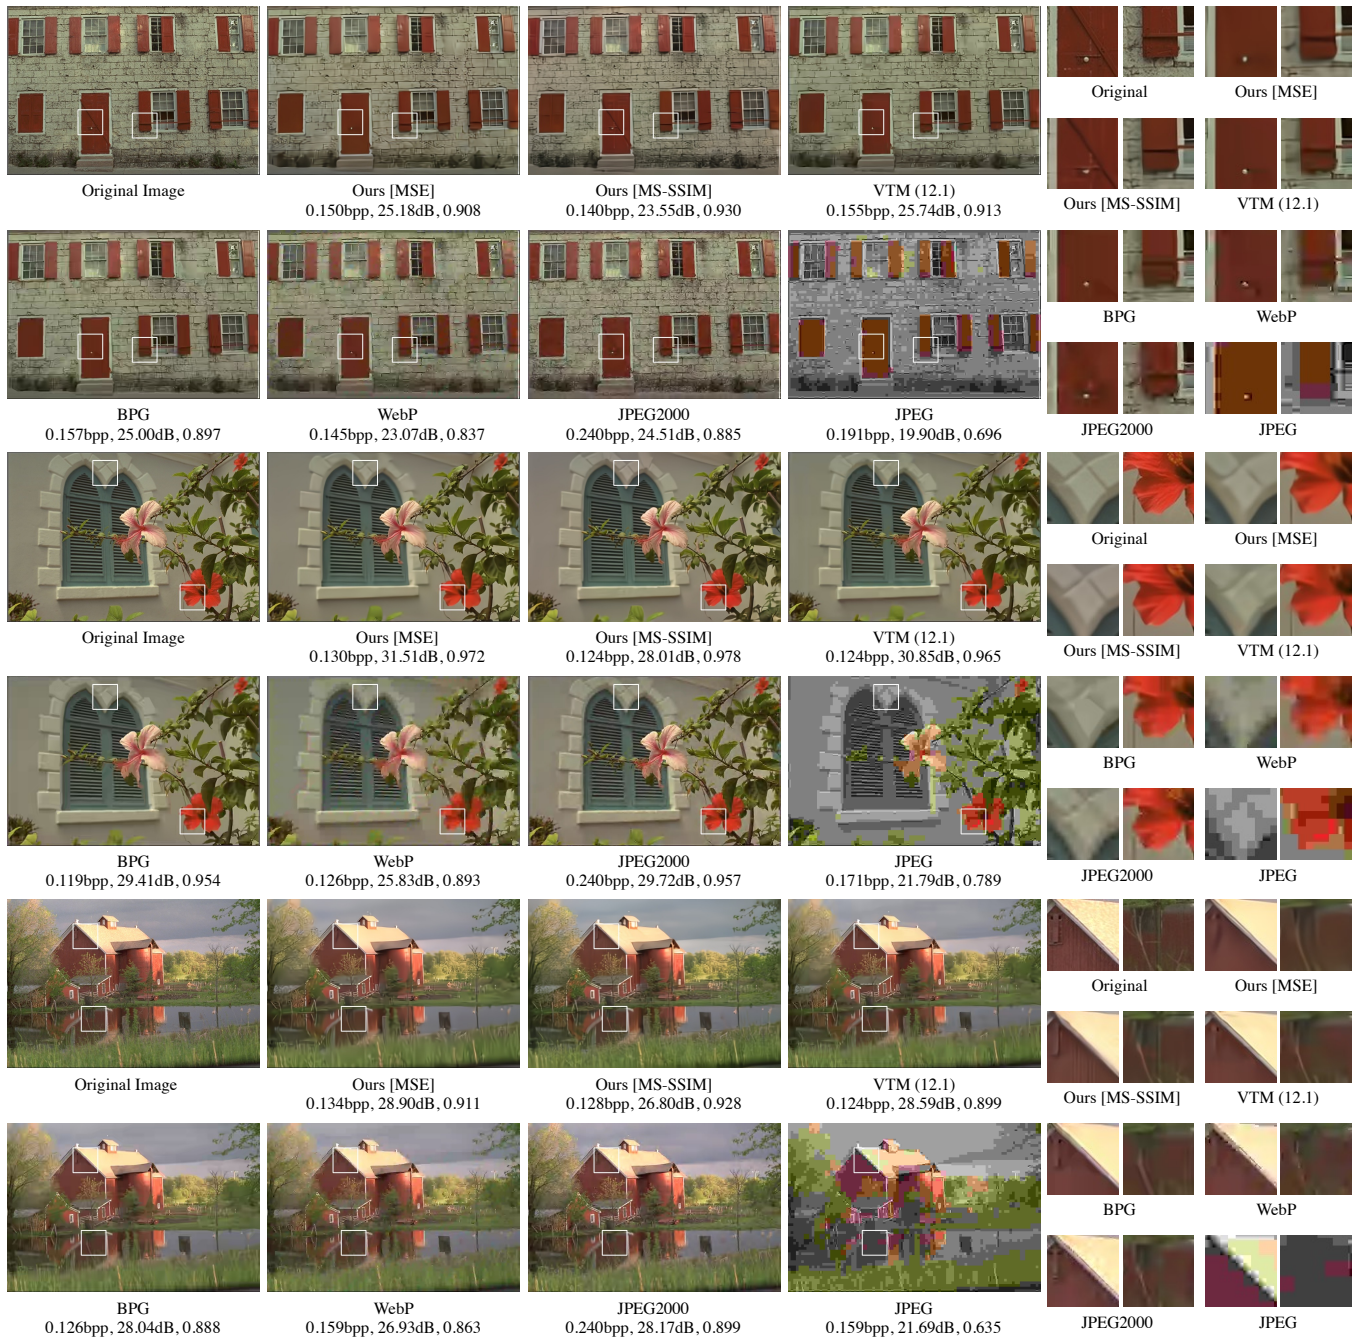 Original
Ours [MSE]
Original Image
Ours [MSE]
0.150bpp, 25.18dB, 0.908
Ours [MS-SSIM]
0.140bpp, 23.55dB, 0.930
VTM (12.1)
0.155bpp, 25.74dB, 0.913
Ours [MS-SSIM]
VTM (12.1)
BPG
WebP
BPG
0.157bpp, 25.00dB, 0.897
WebP
0.145bpp, 23.07dB, 0.837
JPEG2000
0.240bpp, 24.51dB, 0.885
JPEG
0.191bpp, 19.90dB, 0.696
JPEG2000
JPEG
Original
Ours [MSE]
Original Image
Ours [MSE]
0.130bpp, 31.51dB, 0.972
Ours [MS-SSIM]
0.124bpp, 28.01dB, 0.978
VTM (12.1)
0.124bpp, 30.85dB, 0.965
Ours [MS-SSIM]
VTM (12.1)
BPG
WebP
BPG
0.119bpp, 29.41dB, 0.954
WebP
0.126bpp, 25.83dB, 0.893
JPEG2000
0.240bpp, 29.72dB, 0.957
JPEG
0.171bpp, 21.79dB, 0.789
JPEG2000
JPEG
Original
Ours [MSE]
Original Image
Ours [MSE]
0.134bpp, 28.90dB, 0.911
Ours [MS-SSIM]
0.128bpp, 26.80dB, 0.928
VTM (12.1)
0.124bpp, 28.59dB, 0.899
Ours [MS-SSIM]
VTM (12.1)
BPG
WebP
BPG
0.126bpp, 28.04dB, 0.888
WebP
0.159bpp, 26.93dB, 0.863
JPEG2000
0.240bpp, 28.17dB, 0.899
JPEG
0.159bpp, 21.69dB, 0.635
JPEG2000
JPEG